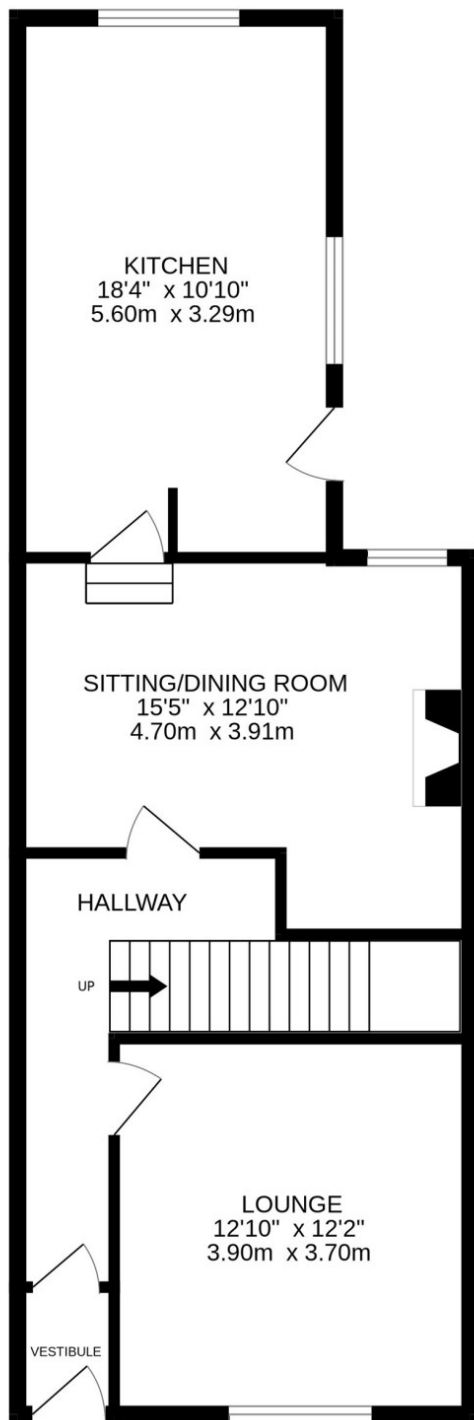 KITCHEN
18'4" x 10'10"
5.60m x 3.29m
SITTING/DINING ROOM
15'5" x 12'10"
4.70m x 3.91m
HALLWAY
UP
LOUNGE
12'10" x 12'2"
3.90m x 3.70m
VESTIBULE